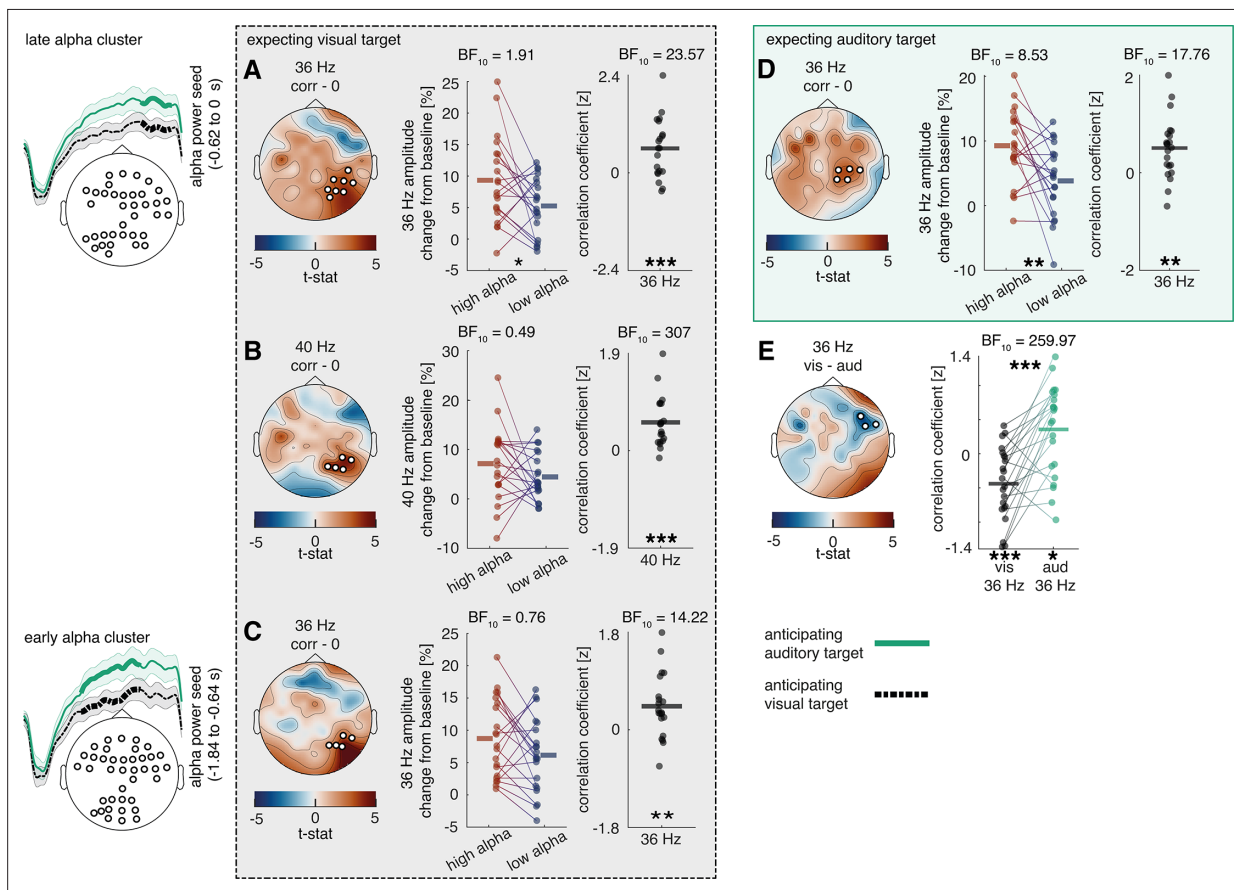 late alpha cluster
alpha power seed
(-0.62 to 0 s)
expecting visual target
A
36 Hz
corr - 0
-5 0 5
t-stat
BF10 = 1.91
36 Hz amplitude
change from baseline [%]
25
20
15
10
5
0
-5
*
high alpha
low alpha
BF10 = 23.57
correlation coefficient [z]
2.4
0
-2.4
***
36 Hz
B
40 Hz
corr - 0
-5 0 5
t-stat
BF10 = 0.49
40 Hz amplitude
change from baseline [%]
30
20
10
0
-10
high alpha
low alpha
BF10 = 307
correlation coefficient [z]
1.9
0
-1.9
***
40 Hz
early alpha cluster
alpha power seed
(-1.84 to -0.64 s)
C
36 Hz
corr - 0
-5 0 5
t-stat
BF10 = 0.76
36 Hz amplitude
change from baseline [%]
25
20
15
10
5
0
-5
high alpha
low alpha
BF10 = 14.22
correlation coefficient [z]
1.8
0
-1.8
**
36 Hz
expecting auditory target
D
36 Hz
corr - 0
-5 0 5
t-stat
BF10 = 8.53
36 Hz amplitude
change from baseline [%]
20
10
0
-10
**
high alpha
low alpha
BF10 = 17.76
correlation coefficient [z]
2
0
-2
**
36 Hz
E
36 Hz
vis - aud
-5 0 5
t-stat
BF10 = 259.97
correlation coefficient [z]
1.4
0
-1.4
***
*** *
vis aud
36 Hz 36 Hz
anticipating
auditory target
anticipating
visual target